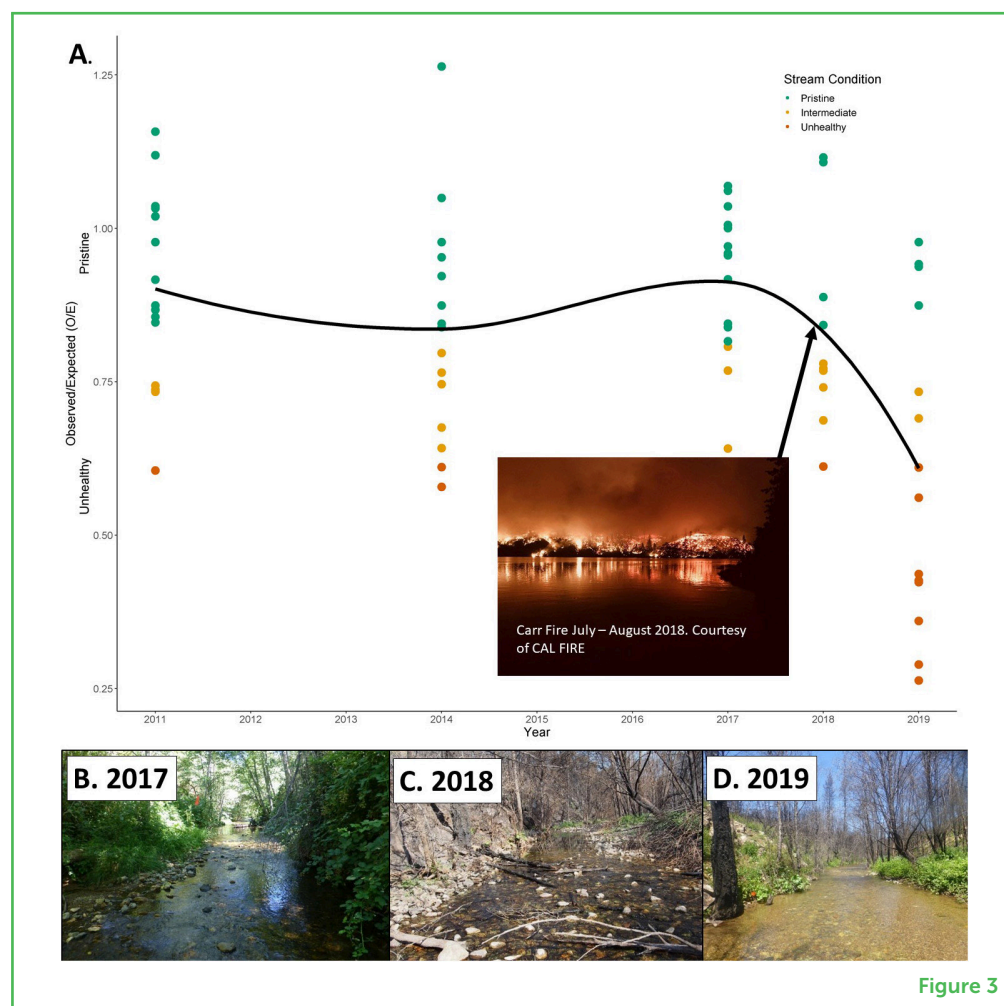 A.
Stream Condition
Pristine
Intermediate
Unhealthy
1.25
1.00
0.75
0.50
0.25
Pristine
Observed/Expected (O/E)
Unhealthy
Carr Fire July – August 2018. Courtesy
of CAL FIRE
2011 2012 2013 2014 2015 2016 2017 2018 2019
Year
B. 2017
C. 2018
D. 2019
Figure 3